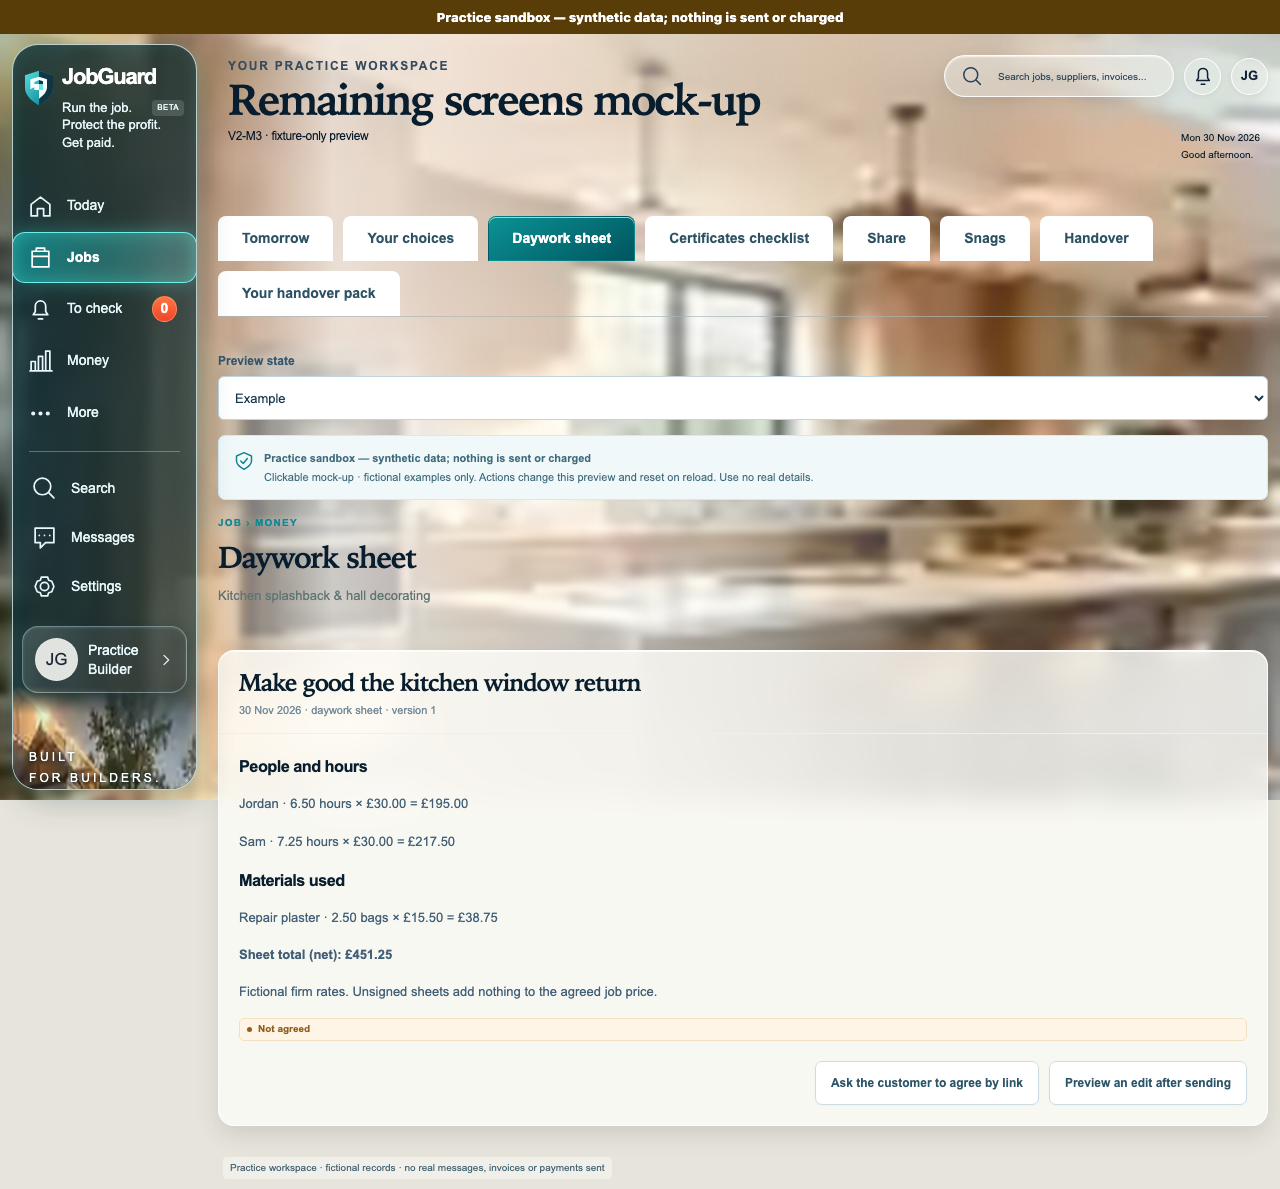 Practice sandbox — synthetic data; nothing is sent or charged
JobGuard
Run the job.
BETA
Protect the profit.
Get paid.
Today
Jobs
To check
0
Money
More
Search
Messages
Settings
JG
Practice
Builder
BUILT
FOR BUILDERS.
YOUR PRACTICE WORKSPACE
Remaining screens mock-up
V2-M3 · fixture-only preview
Search jobs, suppliers, invoices...
JG
Mon 30 Nov 2026
Good afternoon.
Tomorrow
Your choices
Daywork sheet
Certificates checklist
Share
Snags
Handover
Your handover pack
Preview state
Example
Practice sandbox — synthetic data; nothing is sent or charged
Clickable mock-up · fictional examples only. Actions change this preview and reset on reload. Use no real details.
JOB › MONEY
Daywork sheet
Kitchen splashback & hall decorating
Make good the kitchen window return
30 Nov 2026 · daywork sheet · version 1
People and hours
Jordan · 6.50 hours × £30.00 = £195.00
Sam · 7.25 hours × £30.00 = £217.50
Materials used
Repair plaster · 2.50 bags × £15.50 = £38.75
Sheet total (net): £451.25
Fictional firm rates. Unsigned sheets add nothing to the agreed job price.
Not agreed
Ask the customer to agree by link
Preview an edit after sending
Practice workspace · fictional records · no real messages, invoices or payments sent